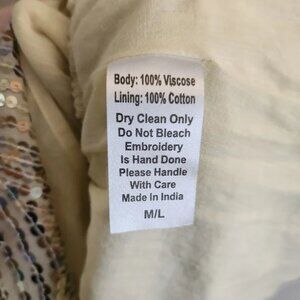 Body: 100% Viscose
Lining: 100% Cotton
Dry Clean Only
Do Not Bleach
Embroidery
Is Hand Done
Please Handle
With Care
Made in India
M/L